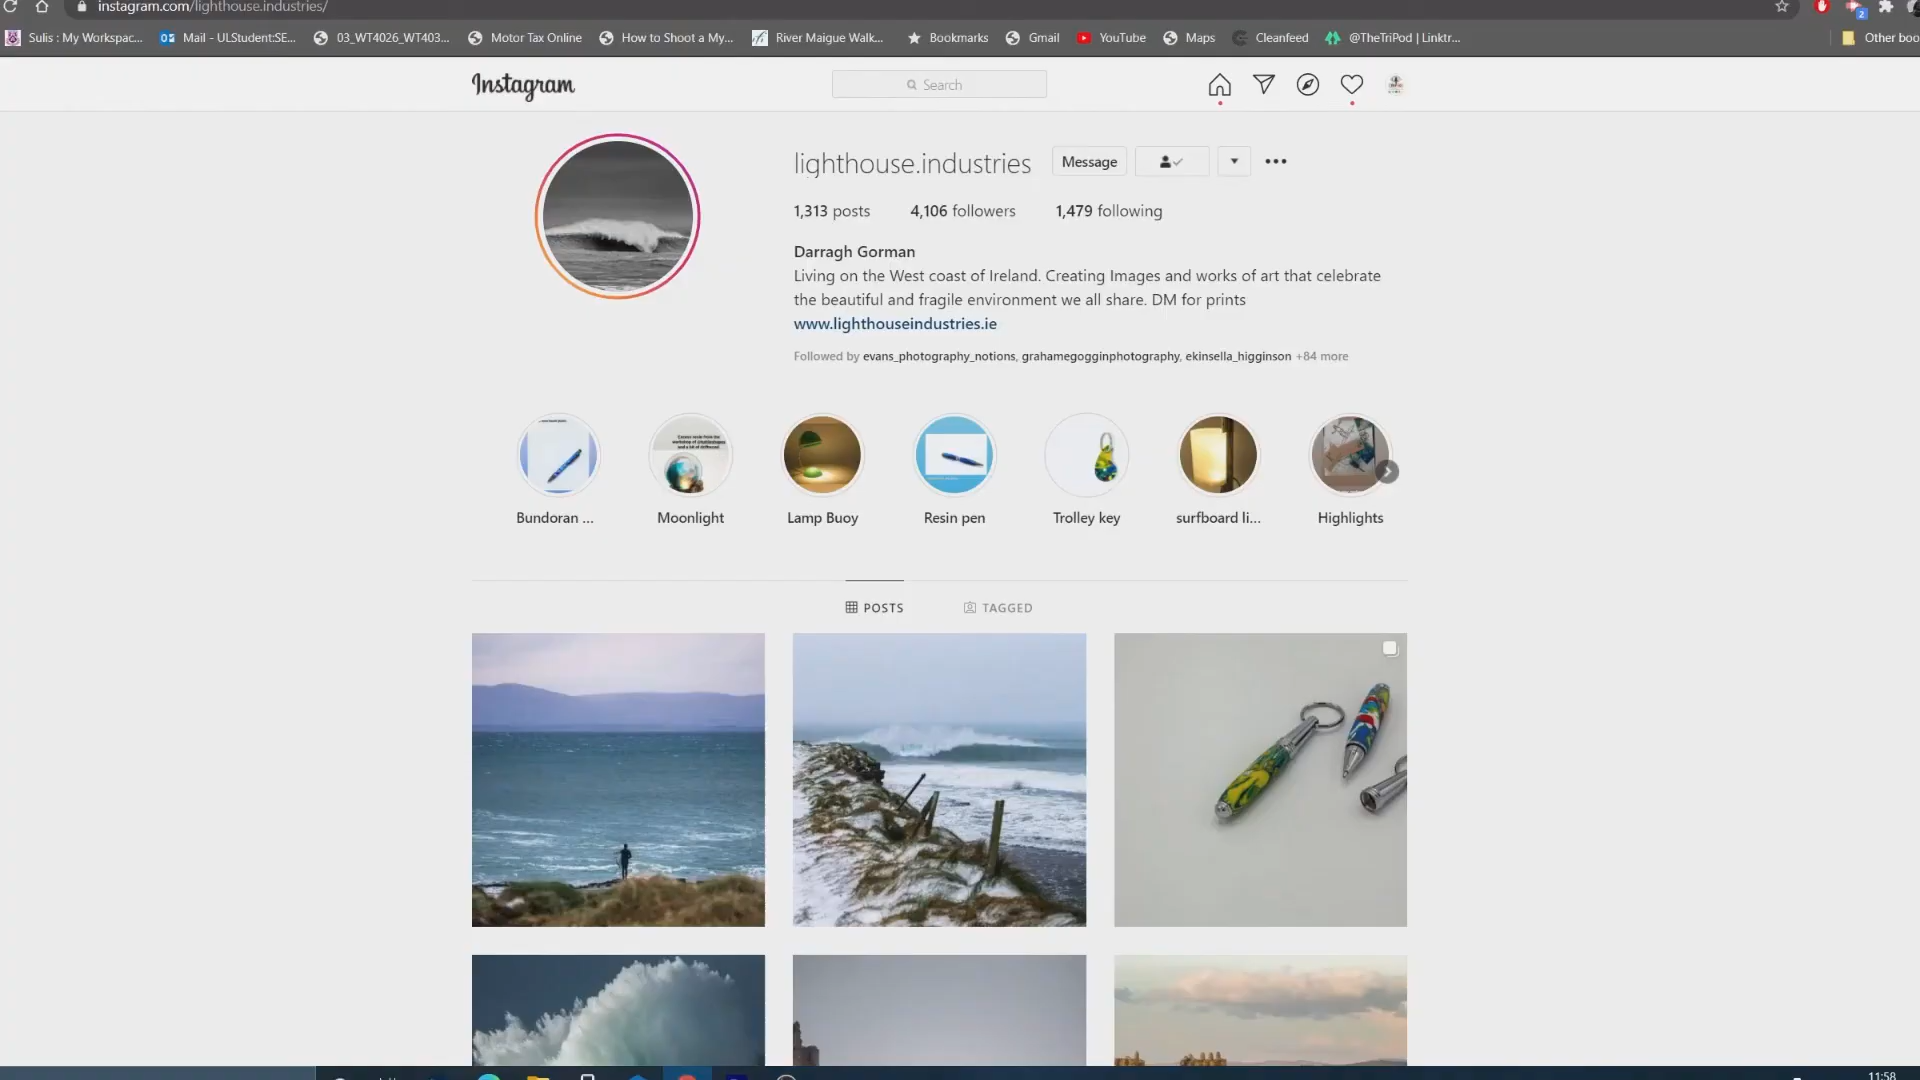 instagram.com/lighthouse.industries/
Sulis : My Workspac... Mail - ULStudent:SE... 03_WT4026_WT403... Motor Tax Online How to Shoot a My... River Maigue Walk... Bookmarks Gmail YouTube Maps Cleanfeed @TheTriPod | Linktr... Other boo
2
Instagram Search
lighthouse.industries Message
1,313 posts 4,106 followers 1,479 following
Darragh Gorman
Living on the West coast of Ireland. Creating Images and works of art that celebrate
the beautiful and fragile environment we all share. DM for prints
www.lighthouseindustries.ie
Followed by evans_photography_notions, grahamegogginphotography, ekinsella_higginson +84 more
Bundoran ... Moonlight Lamp Buoy Resin pen Trolley key surfboard li... Highlights
POSTS TAGGED
11:58